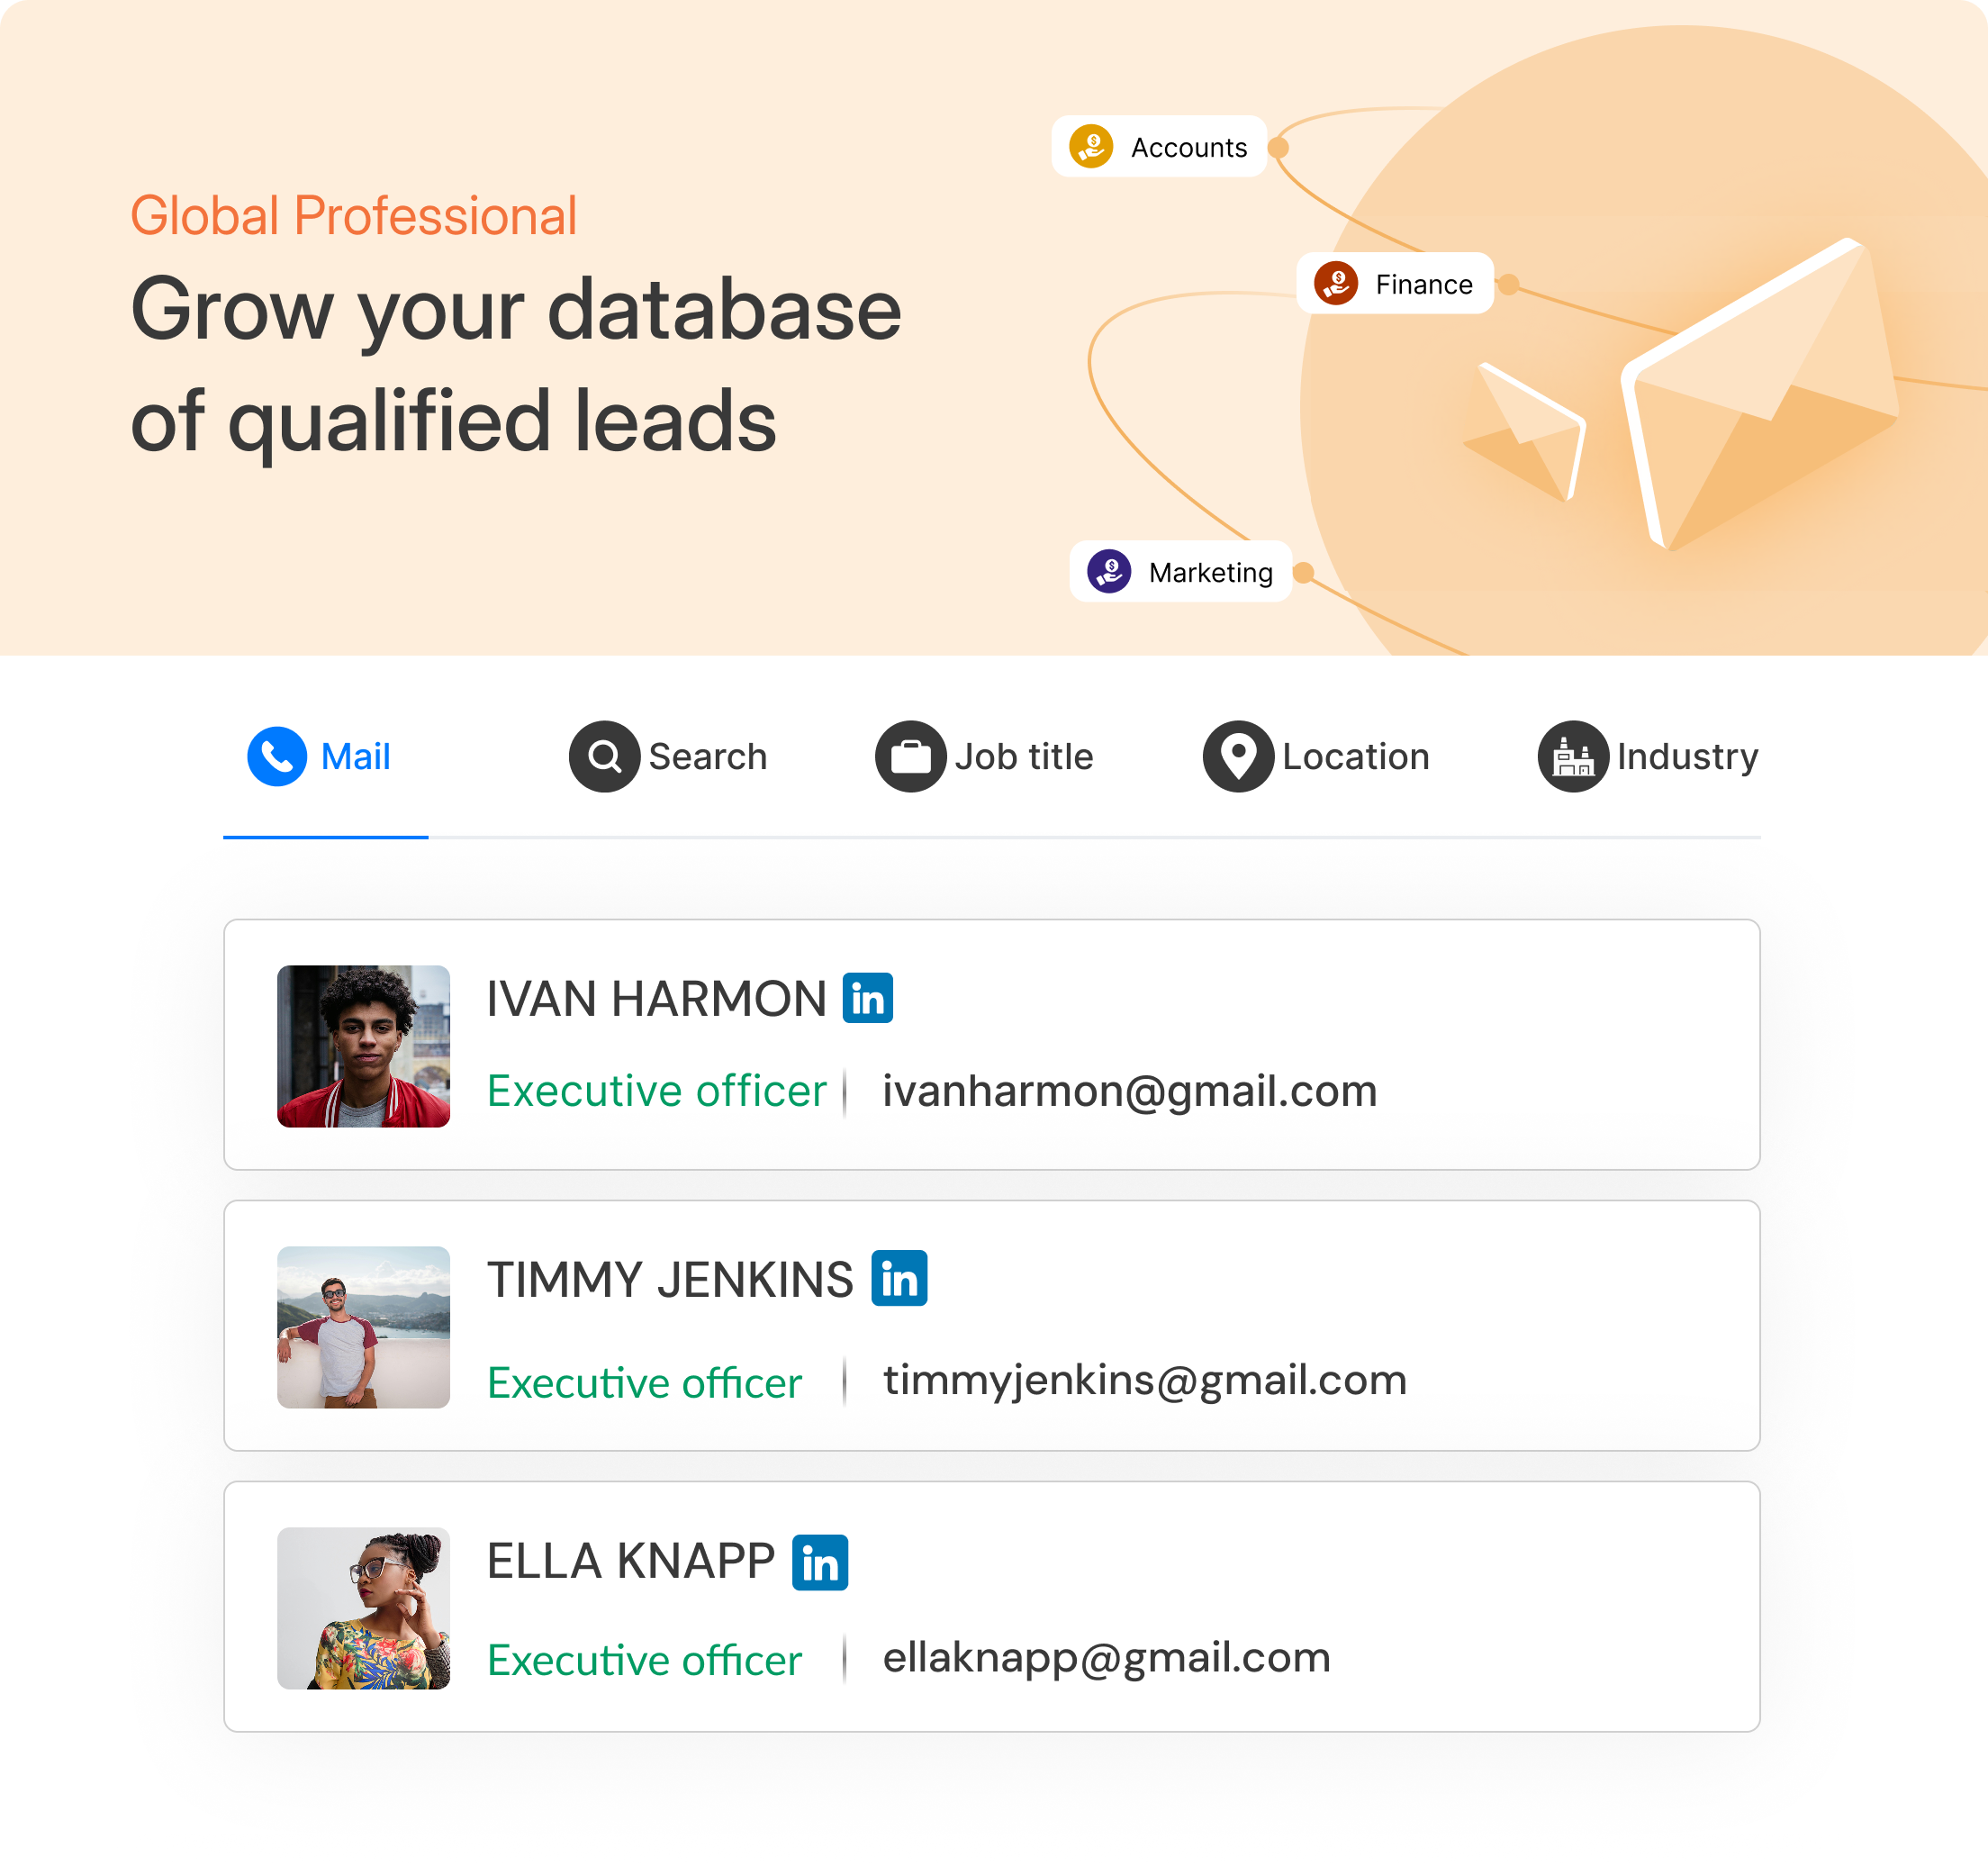 Global Professional
Grow your database
of qualified leads
Accounts
Finance
Marketing
Mail
Search
Job title
Location
Industry
IVAN HARMON in
Executive officer ivanharmon@gmail.com
TIMMY JENKINS in
Executive officer timmyjenkins@gmail.com
ELLA KNAPP in
Executive officer ellaknapp@gmail.com